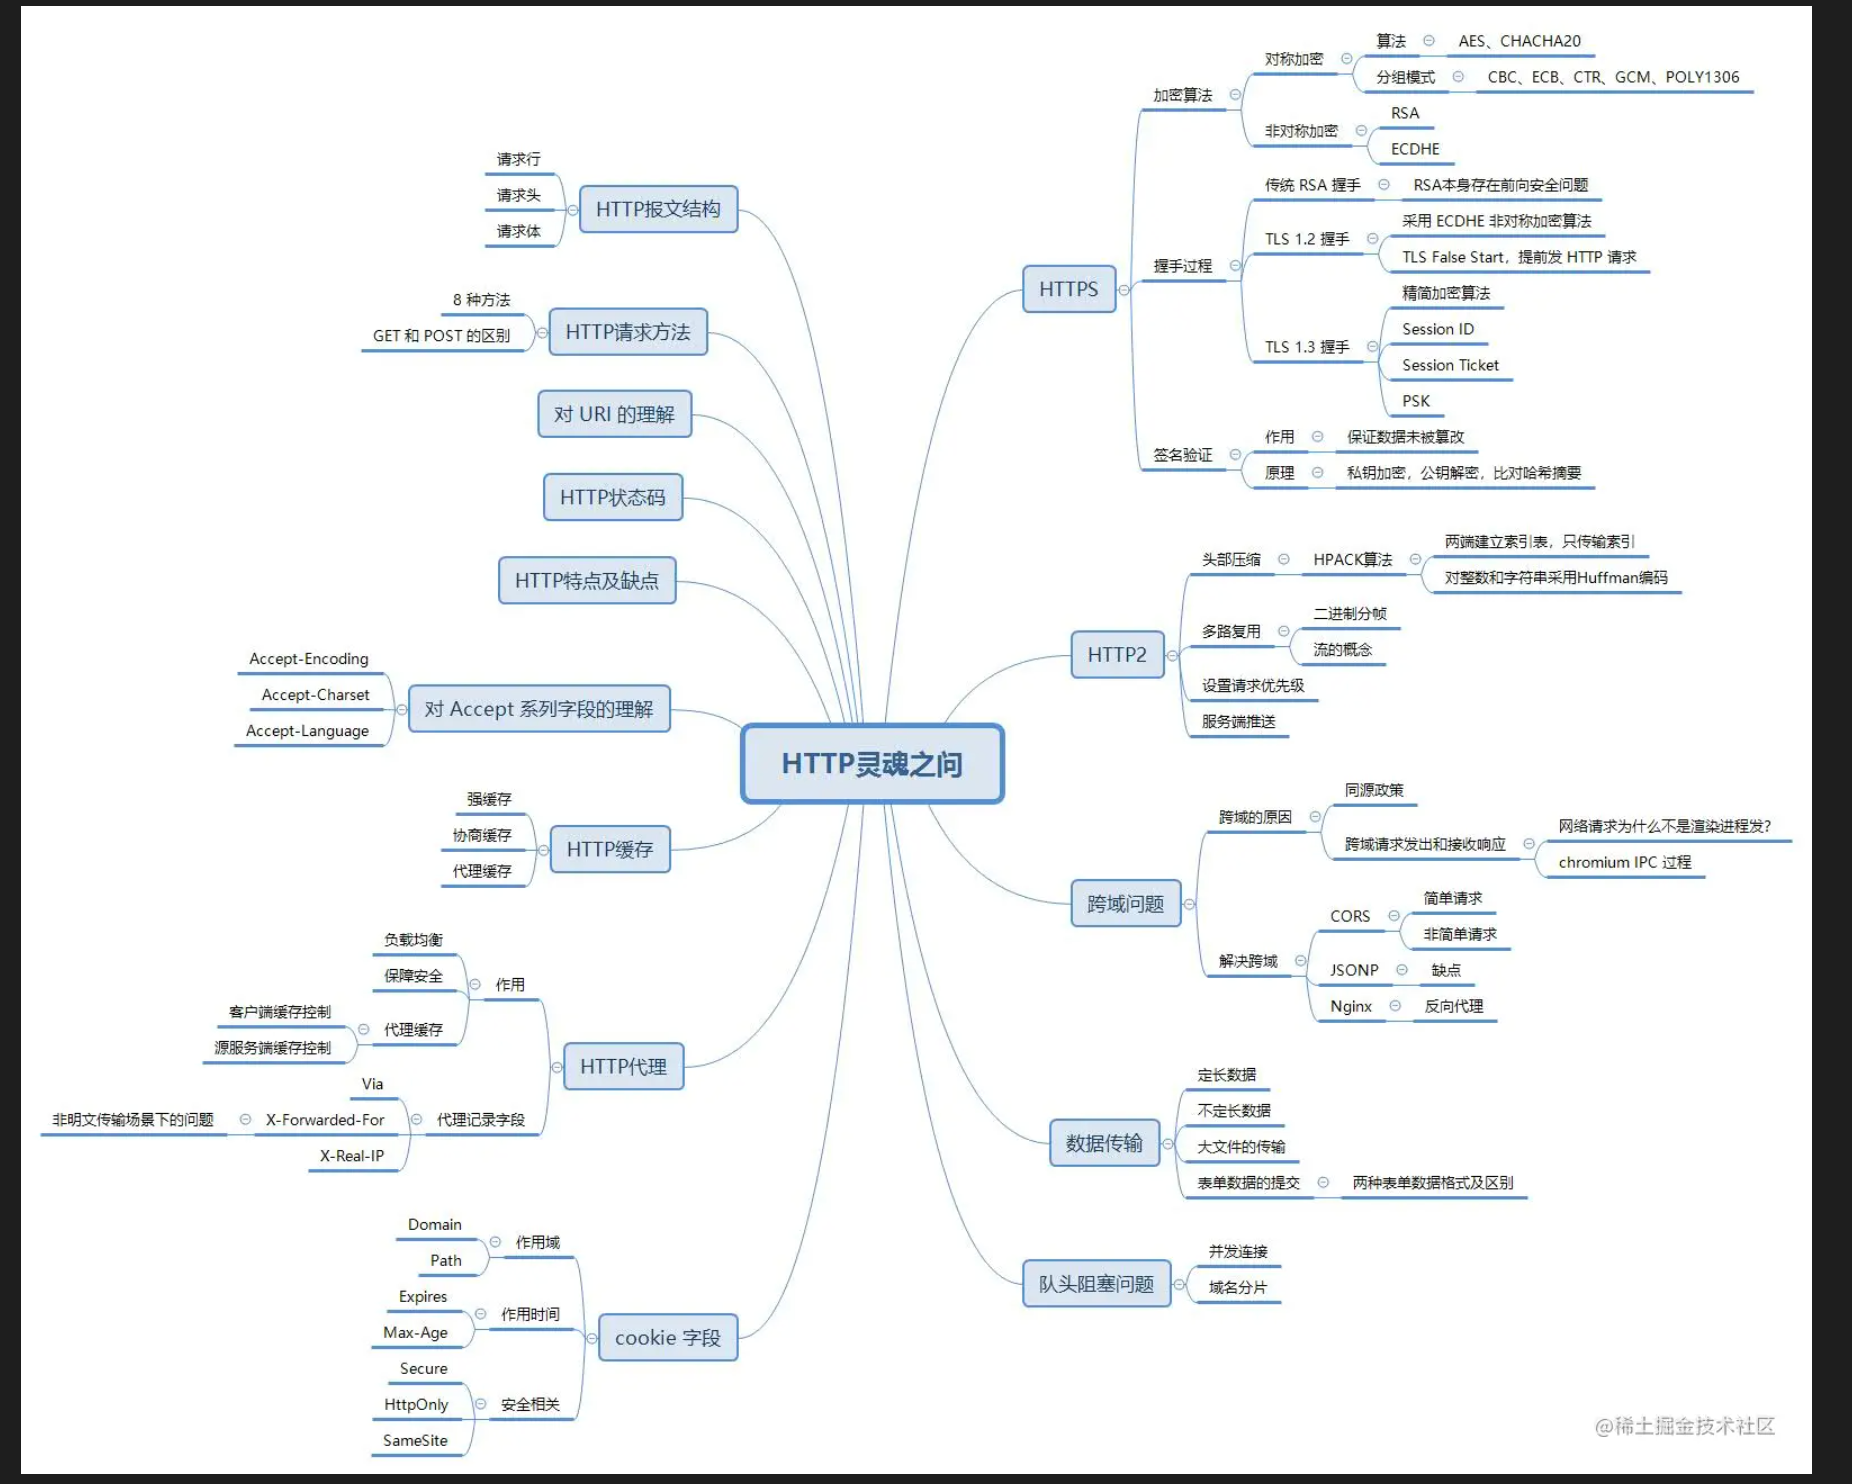 HTTP灵魂之问
HTTP报文结构
请求行
请求头
请求体
HTTP请求方法
8 种方法
GET 和 POST 的区别
对 URI 的理解
HTTP状态码
HTTP特点及缺点
对 Accept 系列字段的理解
Accept-Encoding
Accept-Charset
Accept-Language
HTTP缓存
强缓存
协商缓存
代理缓存
HTTP代理
作用
负载均衡
保障安全
代理缓存
客户端缓存控制
源服务端缓存控制
代理记录字段
Via
X-Forwarded-For
非明文传输场景下的问题
X-Real-IP
cookie 字段
作用域
Domain
Path
作用时间
Expires
Max-Age
安全相关
Secure
HttpOnly
SameSite
HTTPS
加密算法
对称加密
算法
AES、CHACHA20
分组模式
CBC、ECB、CTR、GCM、POLY1306
非对称加密
RSA
ECDHE
握手过程
传统 RSA 握手
RSA本身存在前向安全问题
TLS 1.2 握手
采用 ECDHE 非对称加密算法
TLS False Start，提前发 HTTP 请求
TLS 1.3 握手
精简加密算法
Session ID
Session Ticket
PSK
签名验证
作用
保证数据未被篡改
原理
私钥加密，公钥解密，比对哈希摘要
HTTP2
头部压缩
HPACK算法
两端建立索引表，只传输索引
对整数和字符串采用Huffman编码
多路复用
二进制分帧
流的概念
设置请求优先级
服务端推送
跨域问题
跨域的原因
同源政策
跨域请求发出和接收响应
网络请求为什么不是渲染进程发？
chromium IPC 过程
解决跨域
CORS
简单请求
非简单请求
JSONP
缺点
Nginx
反向代理
数据传输
定长数据
不定长数据
大文件的传输
表单数据的提交
两种表单数据格式及区别
队头阻塞问题
并发连接
域名分片
@稀土掘金技术社区